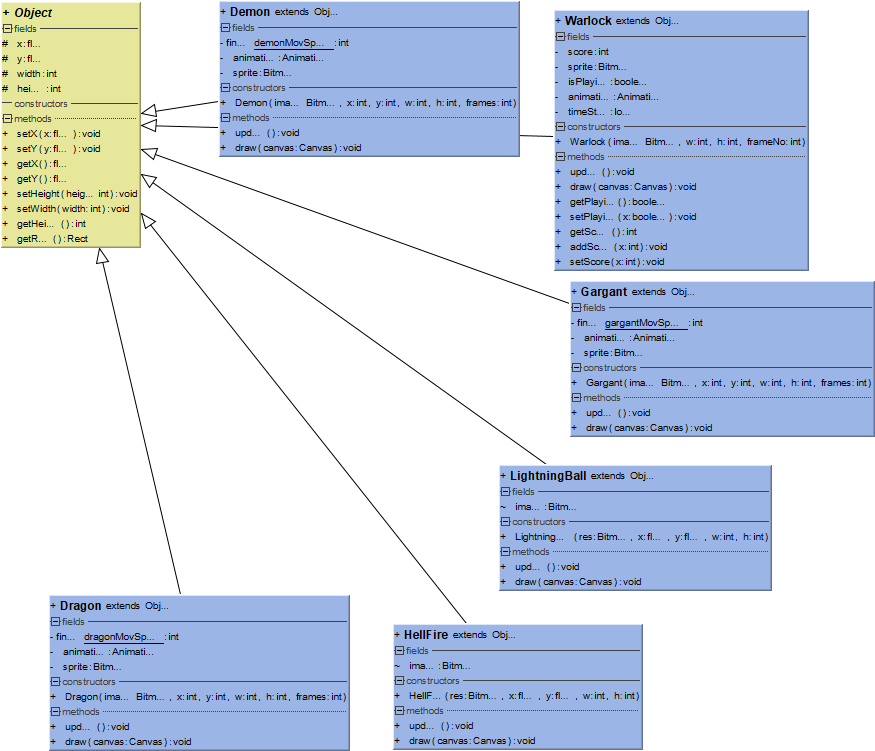 + Object
fields
# x:fl...
# y:fl...
# width:int
# hei... :int
constructors
methods
+ setX(x:fl... ):void
+ setY(y:fl... ):void
+ getX():fl...
+ getY():fl...
+ setHeight(heig... int):void
+ setWidth(width:int):void
+ getHei... ():int
+ getR... ():Rect
+ Demon extends Obj...
fields
- fin... demonMovSp... :int
- animati... :Animati...
- sprite:Bitm...
constructors
+ Demon(ima... Bitm... , x:int, y:int, w:int, h:int, frames:int)
methods
+ upd... ():void
+ draw(canvas:Canvas):void
+ Warlock extends Obj...
fields
- score:int
- sprite:Bitm...
- isPlayi... :boole...
- animati... :Animati...
- timeSt... :lo...
constructors
+ Warlock(ima... Bitm... , w:int, h:int, frameNo:int)
methods
+ upd... ():void
+ draw(canvas:Canvas):void
+ getPlayi... ():boole...
+ setPlayi... (x:boole... ):void
+ getSc... ():int
+ addSc... (x:int):void
+ setScore(x:int):void
+ Gargant extends Obj...
fields
- fin... gargantMovSp... :int
- animati... :Animati...
- sprite:Bitm...
constructors
+ Gargant(ima... Bitm... , x:int, y:int, w:int, h:int, frames:int)
methods
+ upd... ():void
+ draw(canvas:Canvas):void
+ LightningBall extends Obj...
fields
~ ima... :Bitm...
constructors
+ Lightning... (res:Bitm... , x:fl... , y:fl... , w:int, h:int)
methods
+ upd... ():void
+ draw(canvas:Canvas):void
+ Dragon extends Obj...
fields
- fin... dragonMovSp... :int
- animati... :Animati...
- sprite:Bitm...
constructors
+ Dragon(ima... Bitm... , x:int, y:int, w:int, h:int, frames:int)
methods
+ upd... ():void
+ draw(canvas:Canvas):void
+ HellFire extends Obj...
fields
~ ima... :Bitm...
constructors
+ HellF... (res:Bitm... , x:fl... , y:fl... , w:int, h:int)
methods
+ upd... ():void
+ draw(canvas:Canvas):void